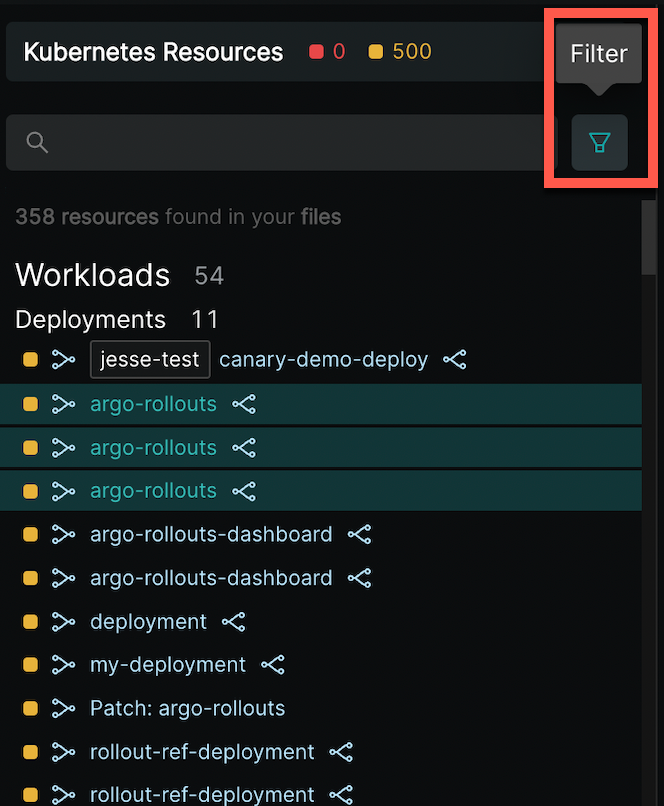 Kubernetes Resources 0 500 Filter
358 resources found in your files
Workloads 54
Deployments 11
jesse-test canary-demo-deploy
argo-rollouts
argo-rollouts
argo-rollouts
argo-rollouts-dashboard
argo-rollouts-dashboard
deployment
my-deployment
Patch: argo-rollouts
rollout-ref-deployment
rollout-ref-deployment